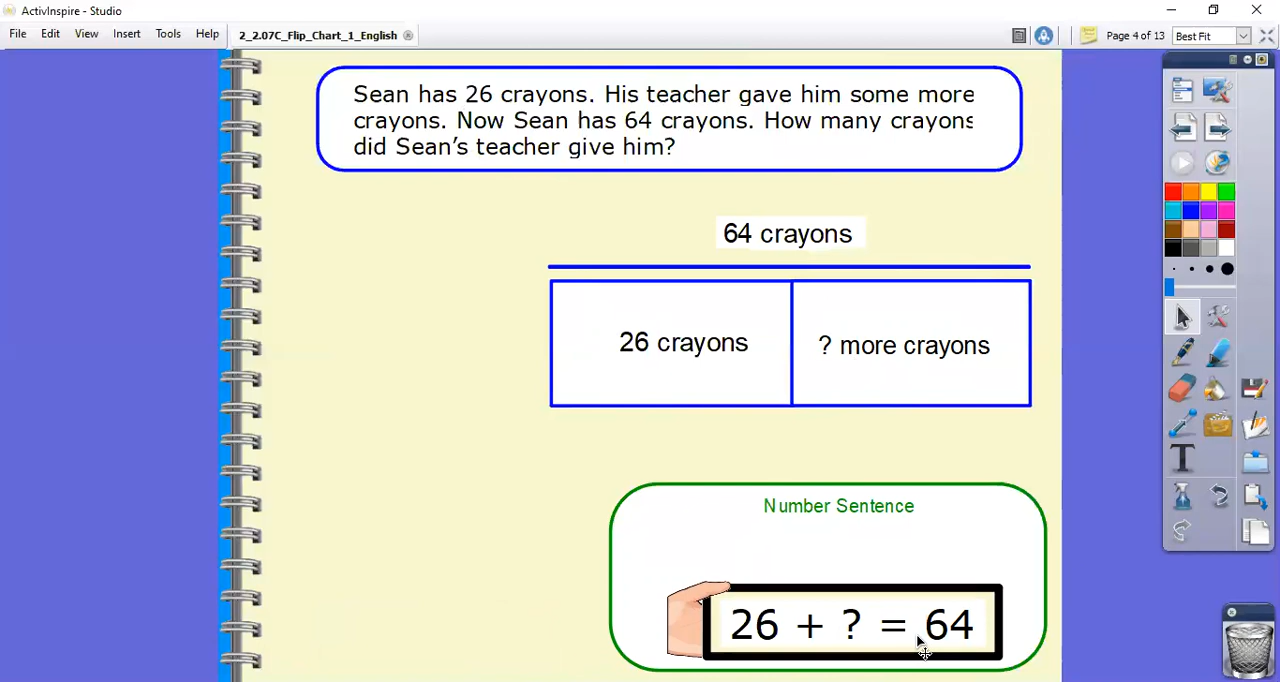 ActivInspire - Studio
File Edit View Insert Tools Help 2_2.07C_Flip_Chart_1_English Page 4 of 13 Best Fit
Sean has 26 crayons. His teacher gave him some more
crayons. Now Sean has 64 crayons. How many crayons
did Sean’s teacher give him?
64 crayons
26 crayons ? more crayons
Number Sentence
26 + ? = 64